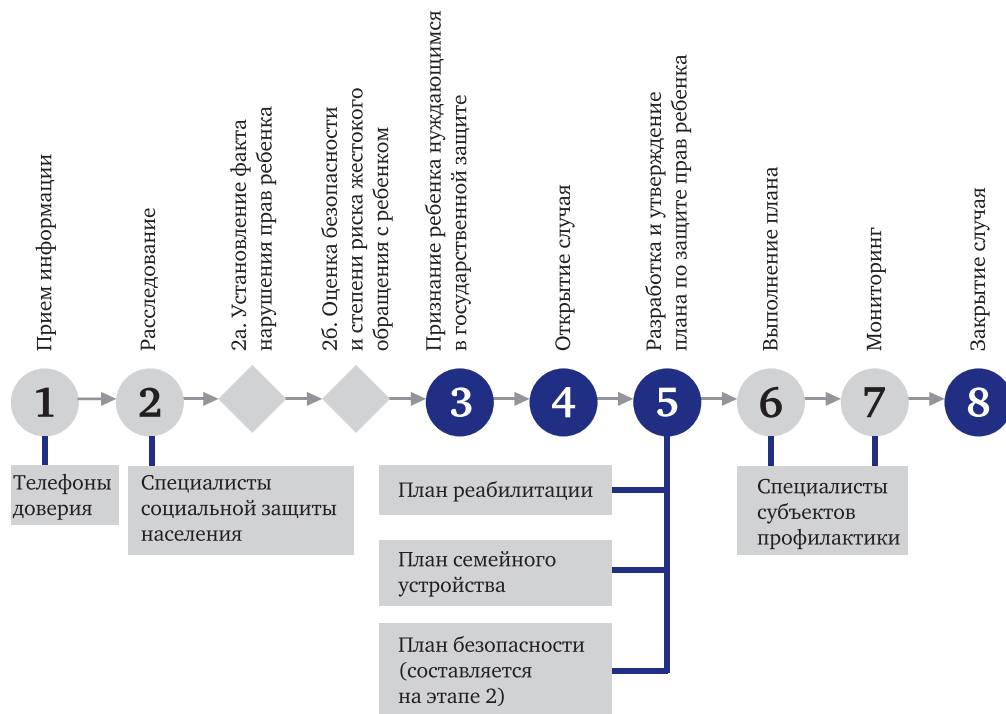 Прием информации
Расследование
2а. Установление факта
нарушения прав ребенка
2б. Оценка безопасности
и степени риска жестокого
обращения с ребенком
Признание ребенка нуждающимся
в государственной защите
Открытие случая
Разработка и утверждение
плана по защите прав ребенка
Выполнение плана
Мониторинг
Закрытие случая
1
2
3
4
5
6
7
8
Телефоны
доверия
Специалисты
социальной защиты
населения
План реабилитации
План семейного
устройства
План безопасности
(составляется
на этапе 2)
Специалисты
субъектов
профилактики